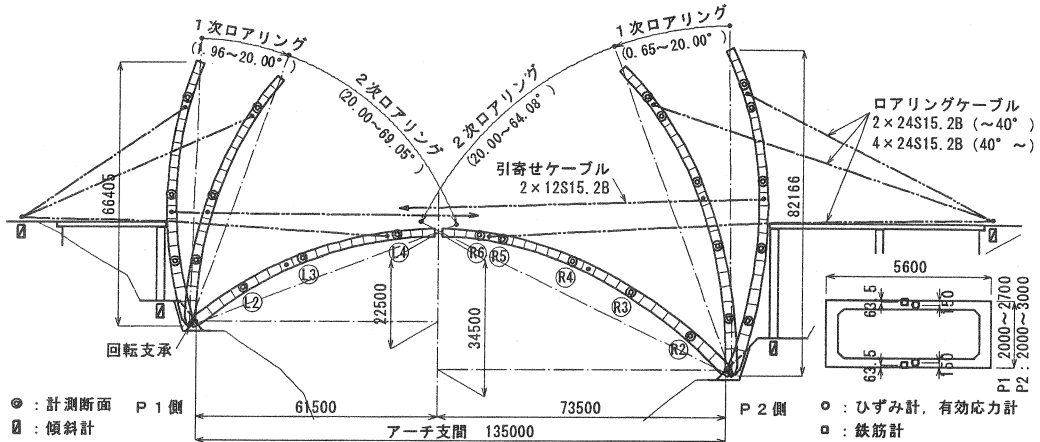 1次ロアリング
(1.96～20.00°)
2次ロアリング
(20.00～69.05°)
1次ロアリング
(0.65～20.00°)
2次ロアリング
(20.00～64.08°)
ロアリングケーブル
2×24S15.2B (～40°)
4×24S15.2B (40° ～)
引寄せケーブル
2×12S15.2B
66405
82166
L2
L3
L4
R6
R5
R4
R3
R2
22500
34500
回転支承
5600
63.5
150
63.5
150
P1: 2000～2700
P2: 2000～3000
◎ : 計測断面
P1側
61500
73500
P2側
○ : ひずみ計，有効応力計
: 傾斜計
アーチ支間 135000
□ : 鉄筋計